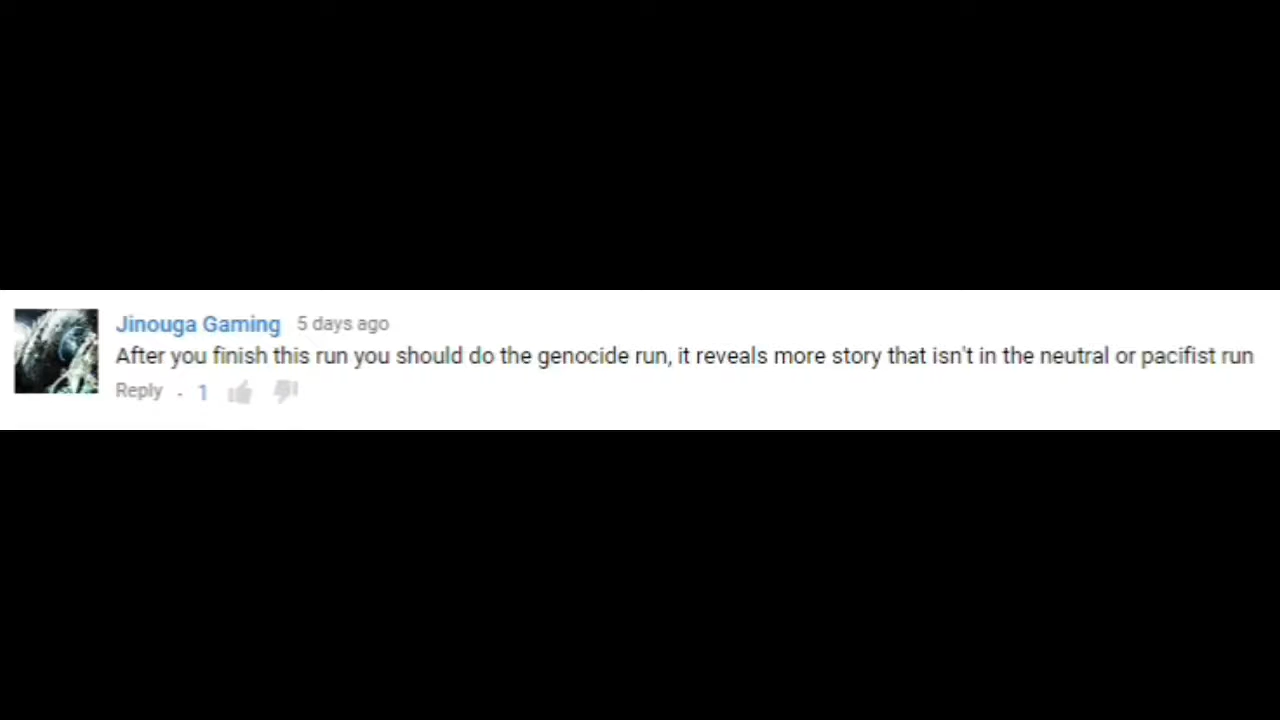 Jinouga Gaming 5 days ago
After you finish this run you should do the genocide run, it reveals more story that isn't in the neutral or pacifist run
Reply · 1